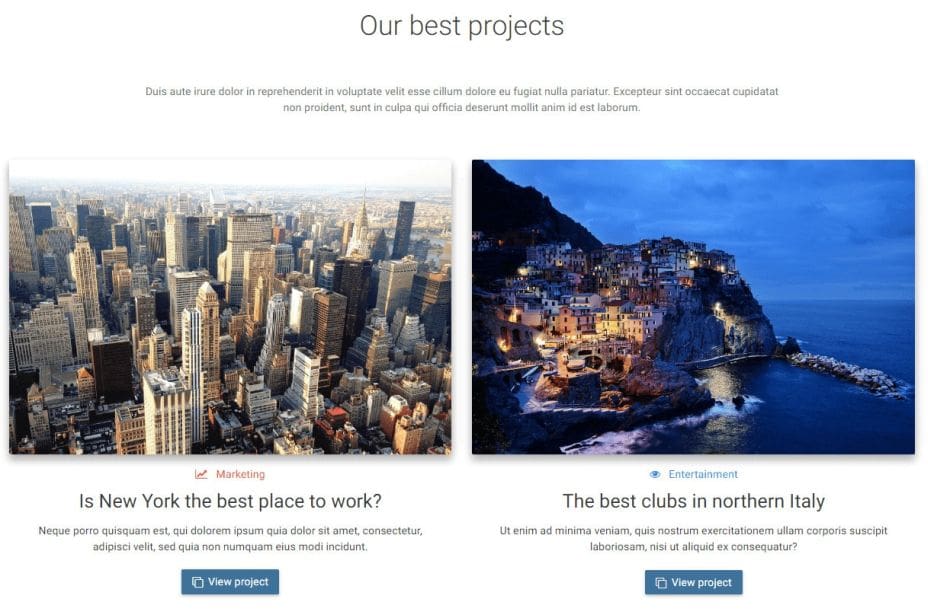 Our best projects
Duis aute irure dolor in reprehenderit in voluptate velit esse cillum dolore eu fugiat nulla pariatur. Excepteur sint occaecat cupidatat
non proident, sunt in culpa qui officia deserunt mollit anim id est laborum.
Marketing
Is New York the best place to work?
Neque porro quisquam est, qui dolorem ipsum quia dolor sit amet, consectetur,
adipisci velit, sed quia non numquam eius modi incidunt.
View project
Entertainment
The best clubs in northern Italy
Ut enim ad minima veniam, quis nostrum exercitationem ullam corporis suscipit
laboriosam, nisi ut aliquid ex consequatur?
View project